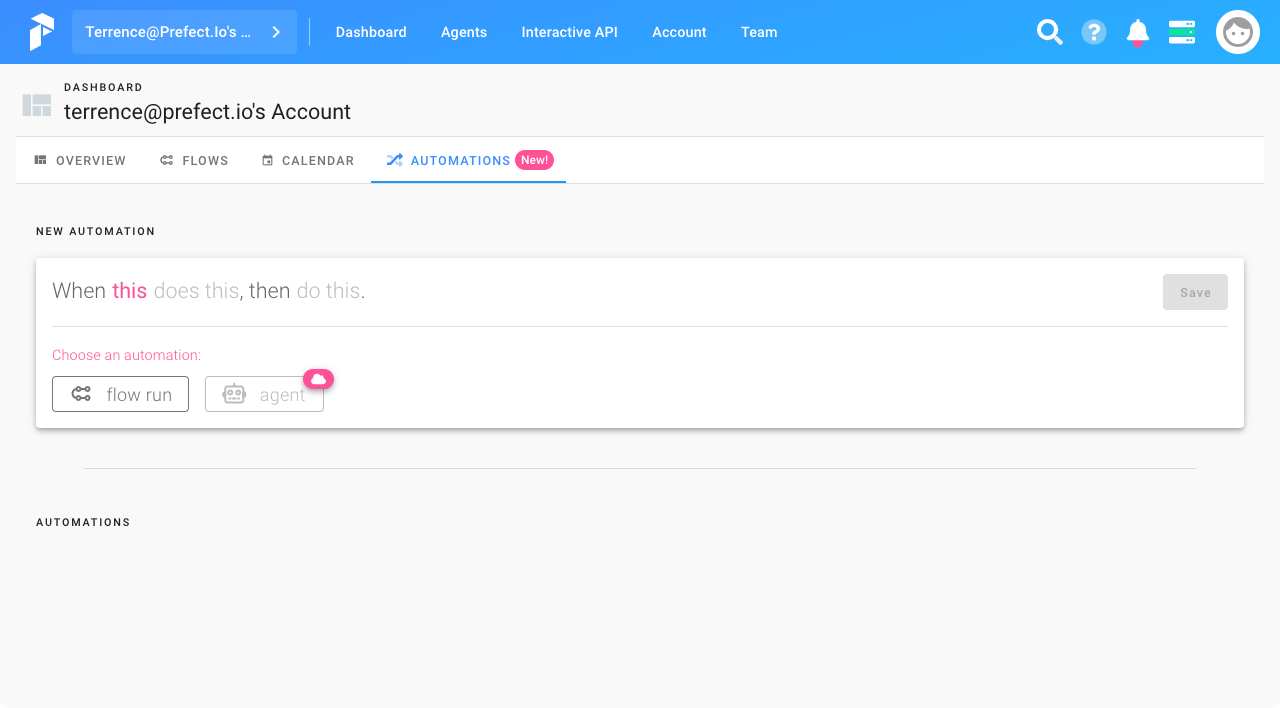 Terrence@Prefect.Io's ...
Dashboard
Agents
Interactive API
Account
Team
?
DASHBOARD
terrence@prefect.io's Account
OVERVIEW
FLOWS
CALENDAR
AUTOMATIONS New!
NEW AUTOMATION
When this does this, then do this.
Save
Choose an automation:
flow run
agent
AUTOMATIONS